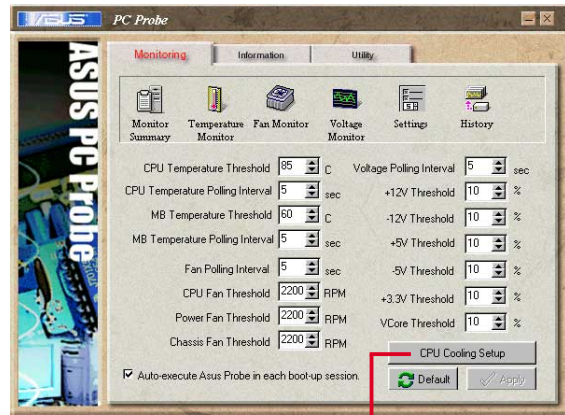 ASUS PC Probe
ASUS PC Probe
Monitoring Information Utility
Monitor Summary
Temperature Monitor
Fan Monitor
Voltage Monitor
Settings
History
CPU Temperature Threshold 85 C
CPU Temperature Polling Interval 5 sec
MB Temperature Threshold 60 C
MB Temperature Polling Interval 5 sec
Fan Polling Interval 5 sec
CPU Fan Threshold 2200 RPM
Power Fan Threshold 2200 RPM
Chassis Fan Threshold 2200 RPM
Voltage Polling Interval 5 sec
+12V Threshold 10 %
-12V Threshold 10 %
+5V Threshold 10 %
-5V Threshold 10 %
+3.3V Threshold 10 %
VCore Threshold 10 %
CPU Cooling Setup
Auto-execute Asus Probe in each boot-up session.
Default
Apply